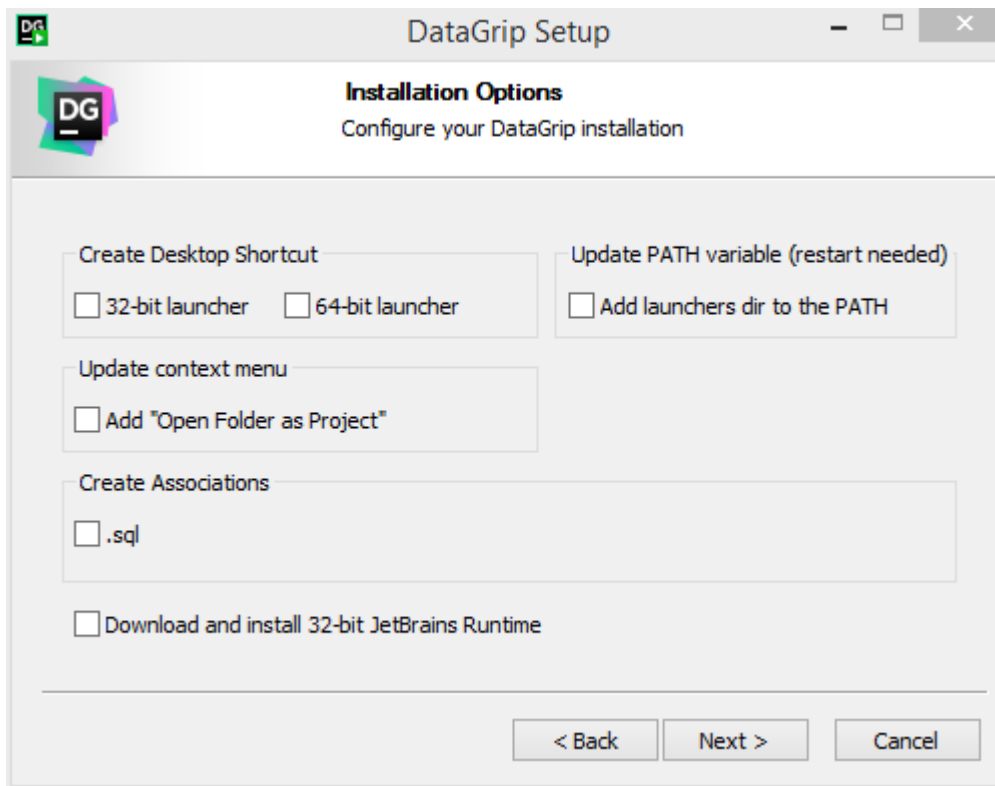 DG
DataGrip Setup
DG
Installation Options
Configure your DataGrip installation
Create Desktop Shortcut
Update PATH variable (restart needed)
32-bit launcher
64-bit launcher
Add launchers dir to the PATH
Update context menu
Add "Open Folder as Project"
Create Associations
.sql
Download and install 32-bit JetBrains Runtime
< Back
Next >
Cancel